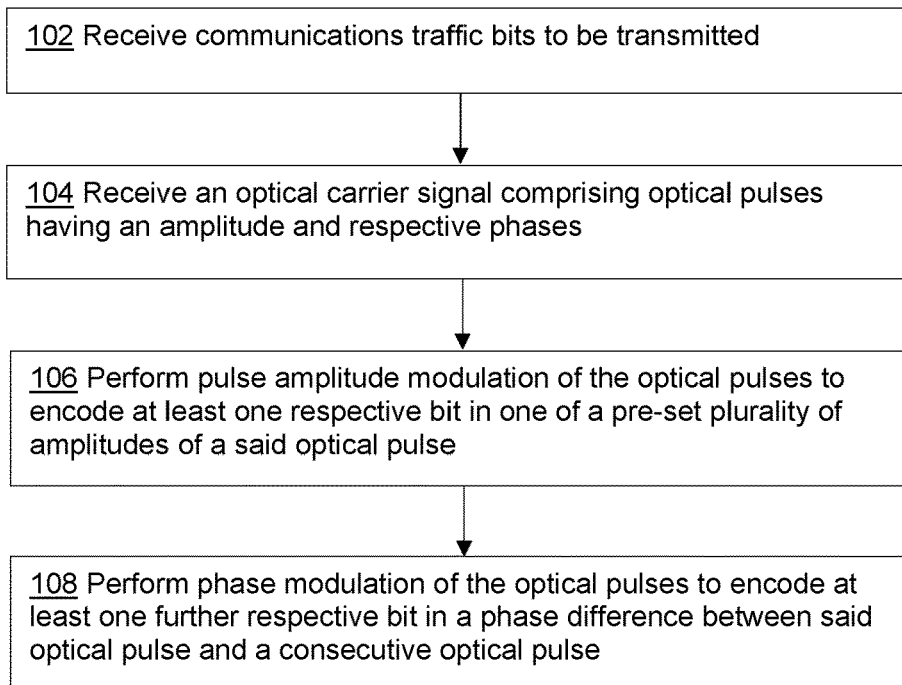 102 Receive communications traffic bits to be transmitted
104 Receive an optical carrier signal comprising optical pulses
having an amplitude and respective phases
106 Perform pulse amplitude modulation of the optical pulses to
encode at least one respective bit in one of a pre-set plurality of
amplitudes of a said optical pulse
108 Perform phase modulation of the optical pulses to encode at
least one further respective bit in a phase difference between said
optical pulse and a consecutive optical pulse